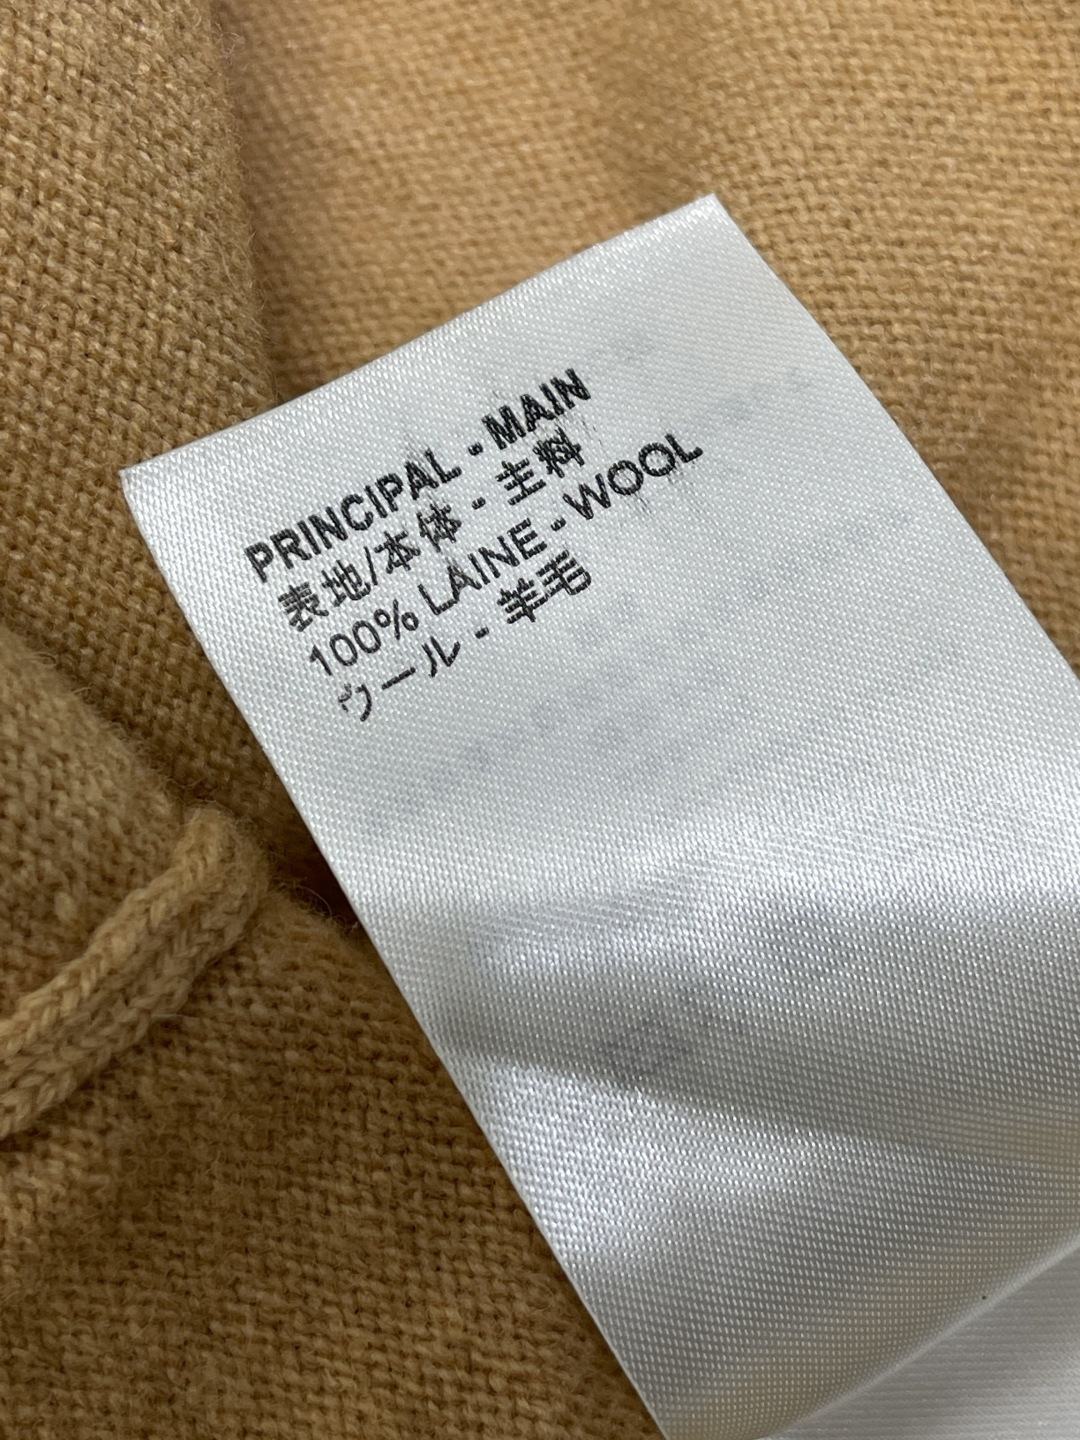 PRINCIPAL - MAIN
表地/本体 - 主料
100% LAINE - WOOL
ウール - 羊毛